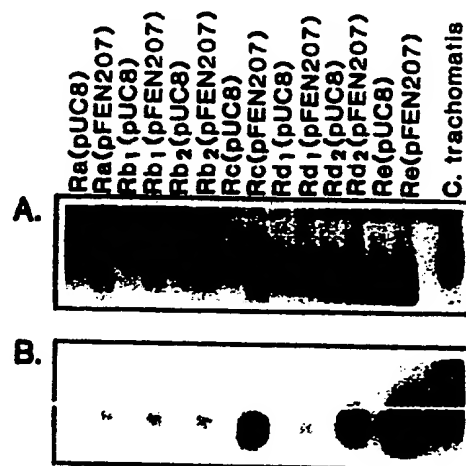 Ra(pUC8)
Ra(pFEN207)
Rb1(pUC8)
Rb1(pFEN207)
Rb2(pUC8)
Rb2(pFEN207)
Rc(pUC8)
Rc(pFEN207)
Rd1(pUC8)
Rd1(pFEN207)
Rd2(pUC8)
Rd2(pFEN207)
Re(pUC8)
Re(pFEN207)
C. trachomatis
A.
B.